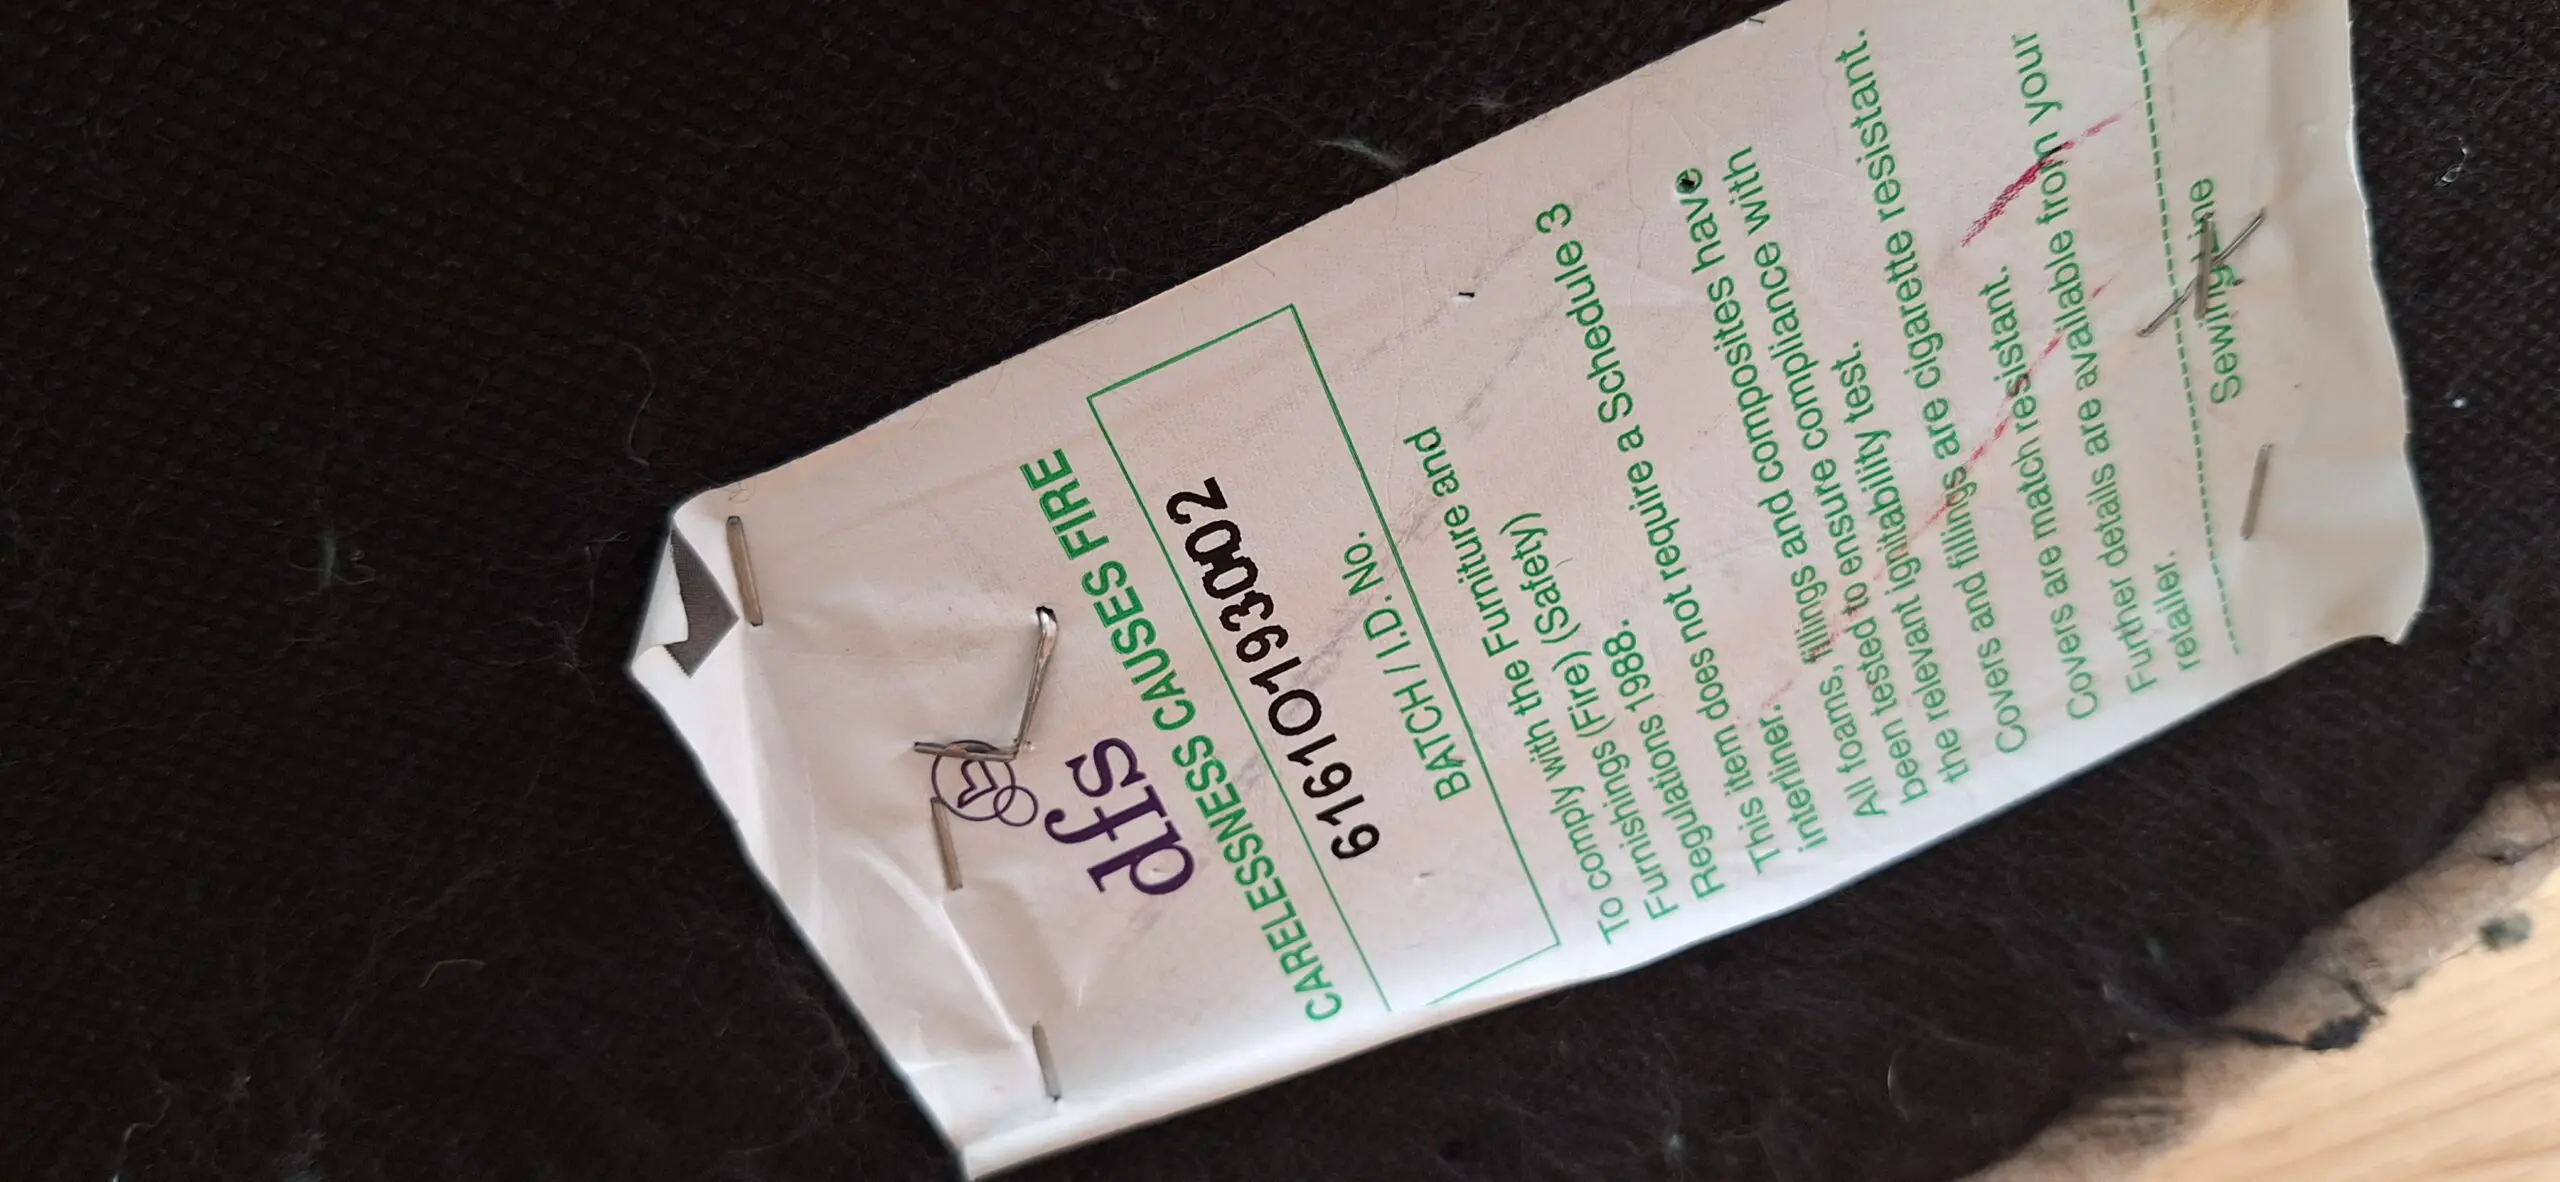 dfs
CARELESSNESS CAUSES FIRE
6161O193002
BATCH / I.D. No.
To comply with the Furniture and
Furnishings (Fire) (Safety)
Regulations 1988.
This item does not require a Schedule 3
interliner.
All foams, fillings and composites have
been tested to ensure compliance with
the relevant ignitability test.
Covers and fillings are cigarette resistant.
Covers are match resistant.
Further details are available from your
retailer.
Sewing line